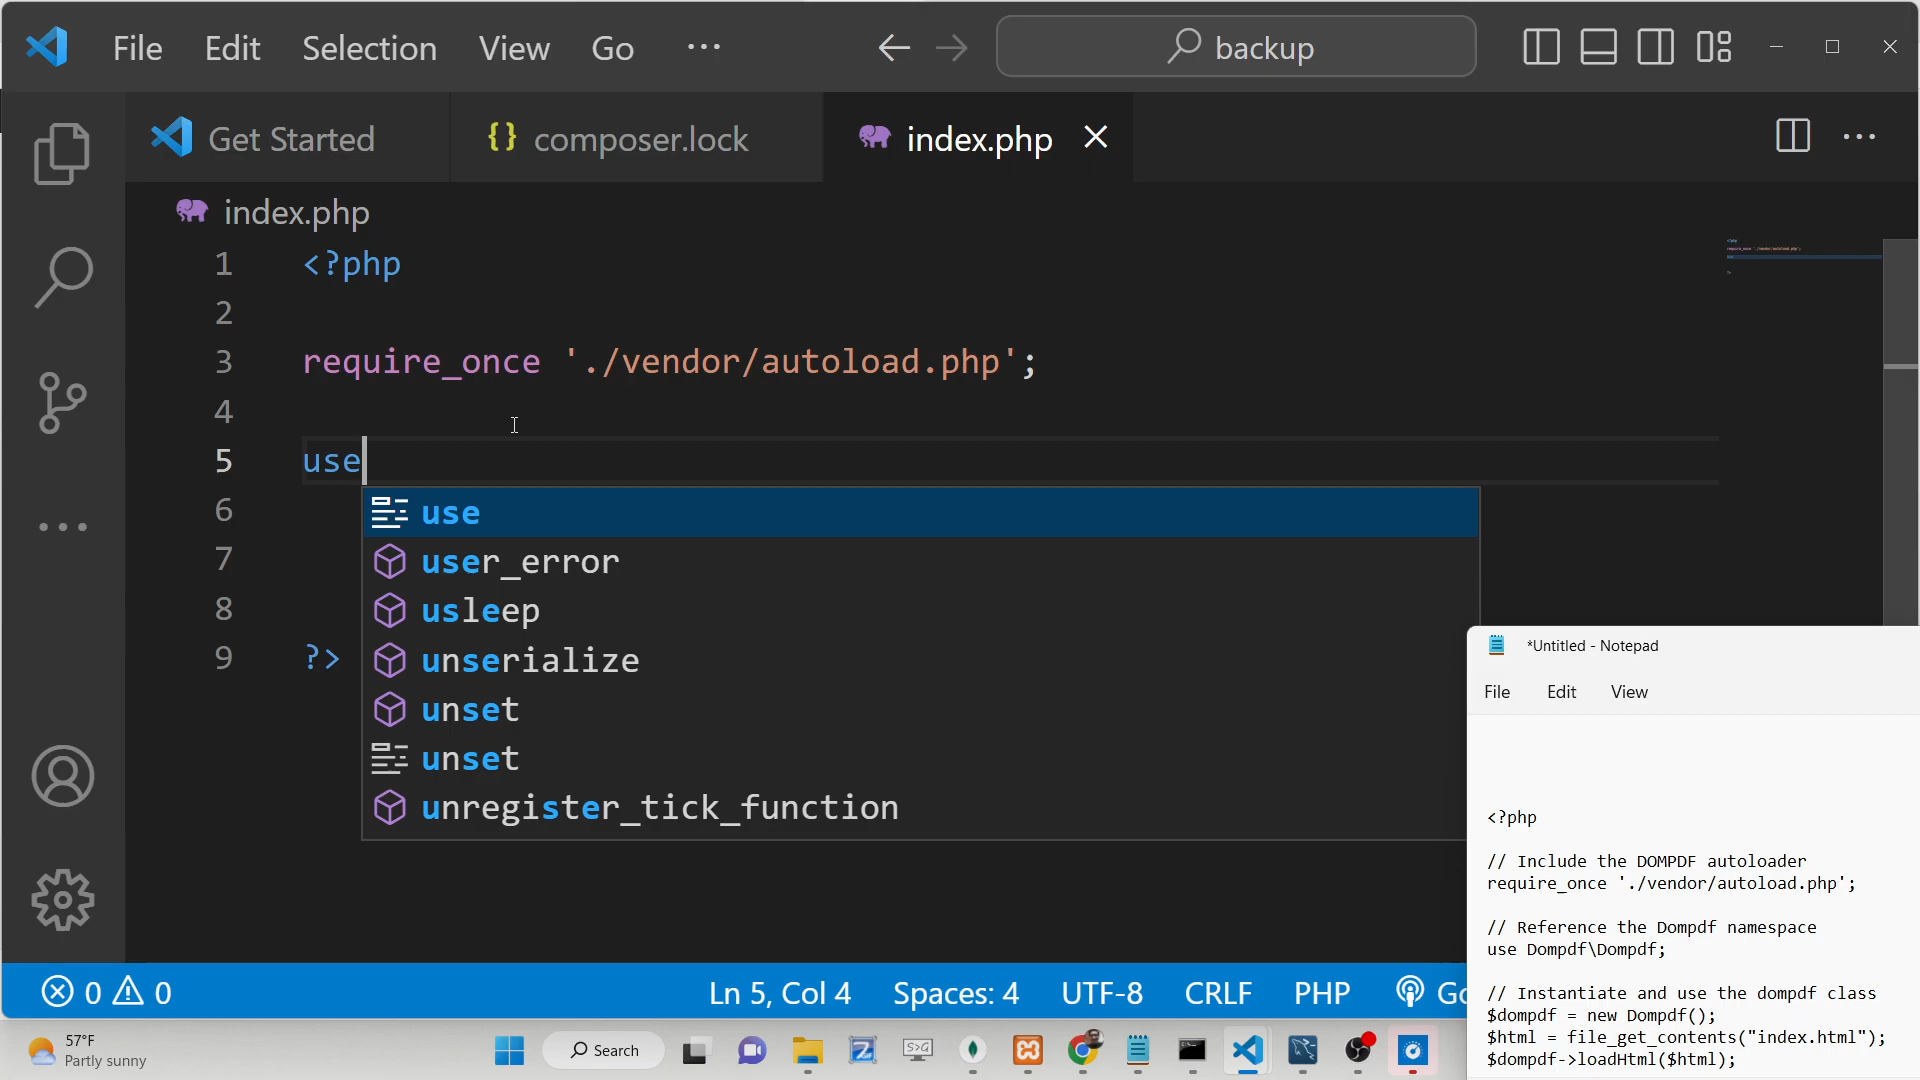 File Edit Selection View Go ... backup
Get Started
{} composer.lock
index.php
index.php
1 <?php
2
3 require_once './vendor/autoload.php';
4
5 use
6
7
8
9 ?>
use
user_error
usleep
unserialize
unset
unset
unregister_tick_function
*Untitled - Notepad
File Edit View
<?php
// Include the DOMPDF autoloader
require_once './vendor/autoload.php';
// Reference the Dompdf namespace
use Dompdf\Dompdf;
// Instantiate and use the dompdf class
$dompdf = new Dompdf();
$html = file_get_contents("index.html");
$dompdf->loadHtml($html);
0 0 Ln 5, Col 4 Spaces: 4 UTF-8 CRLF PHP Go
57°F
Partly sunny
Search